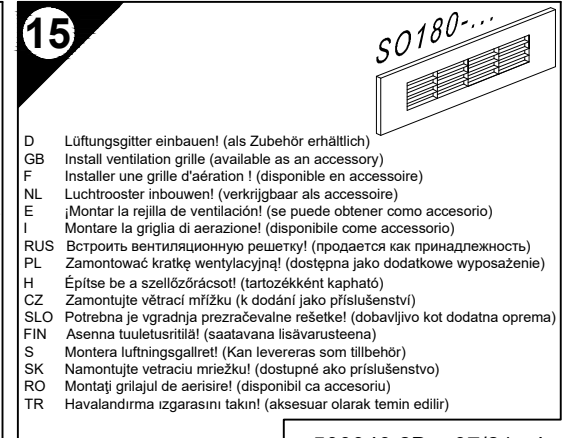 15
SO180-...
D Lüftungsgitter einbauen! (als Zubehör erhältlich)
GB Install ventilation grille (available as an accessory)
F Installer une grille d'aération ! (disponible en accessoire)
NL Luchtrooster inbouwen! (verkrijgbaar als accessoire)
E ¡Montar la rejilla de ventilación! (se puede obtener como accesorio)
I Montare la griglia di aerazione! (disponibile come accessorio)
RUS Встроить вентиляционную решетку! (продается как принадлежность)
PL Zamontować kratkę wentylacyjną! (dostępna jako dodatkowe wyposażenie)
H Építse be a szellőzőrácsot! (tartozékként kapható)
CZ Zamontujte větrací mřížku (k dodání jako příslušenství)
SLO Potrebna je vgradnja prezračevalne rešetke! (dobavljivo kot dodatna oprema)
FIN Asenna tuuletusritilä! (saatavana lisävarusteena)
S Montera luftningsgallret! (Kan levereras som tillbehör)
SK Namontujte vetraciu mriežku! (dostupné ako príslušenstvo)
RO Montaţi grilajul de aerisire! (disponibil ca accesoriu)
TR Havalandırma ızgarasını takın! (aksesuar olarak temin edilir)